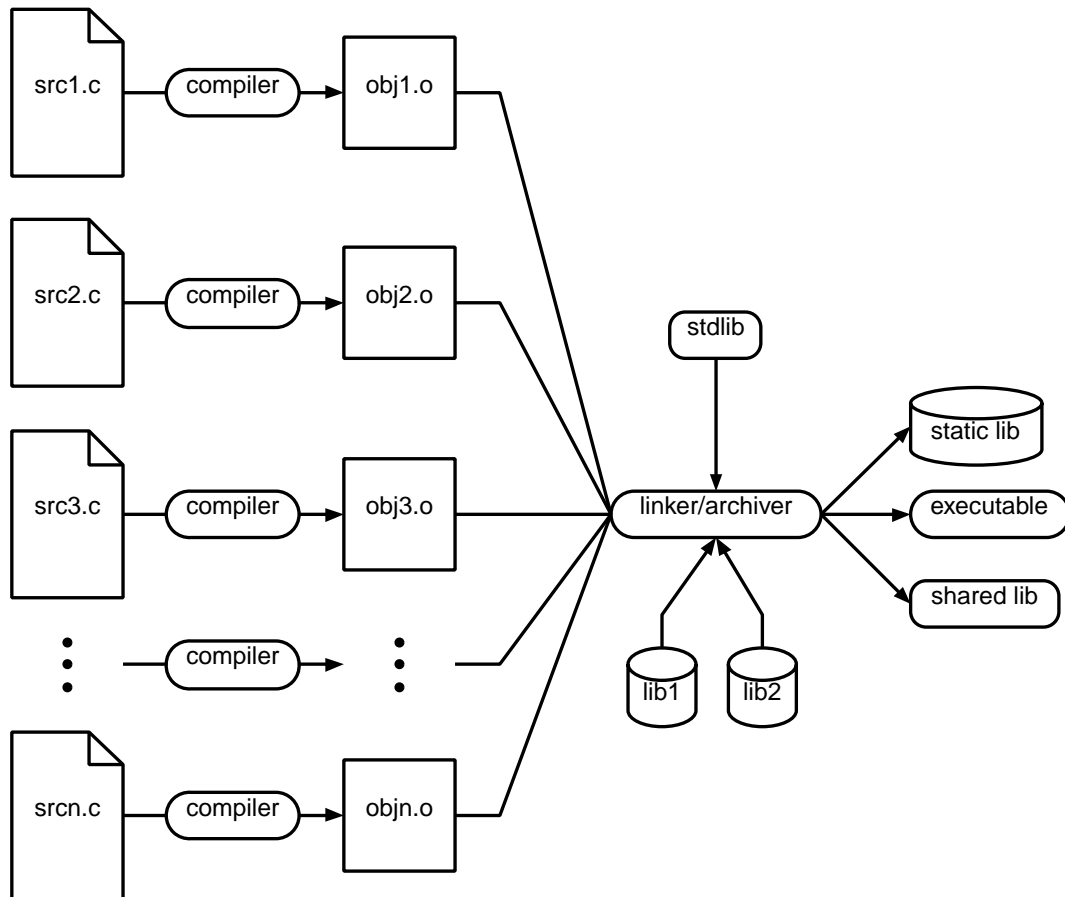 src1.c
compiler
obj1.o
src2.c
compiler
obj2.o
stdlib
static lib
src3.c
compiler
obj3.o
linker/archiver
executable
shared lib
compiler
lib1
lib2
srcn.c
compiler
objn.o